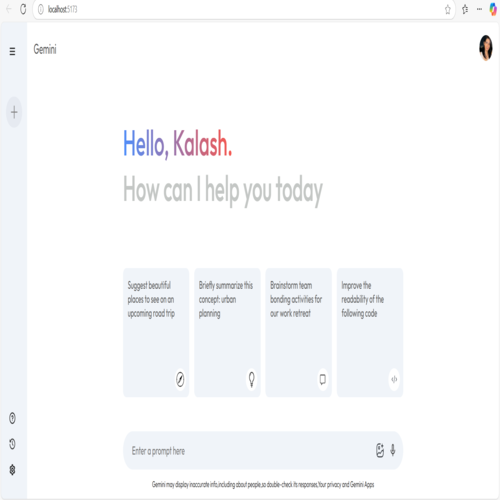 localhost:5173
Gemini
Hello, Kalash.
How can I help you today
Suggest beautiful
places to see on an
upcoming road trip
Briefly summarize this
concept: urban
planning
Brainstorm team
bonding activities for
our work retreat
Improve the
readability of the
following code
Enter a prompt here
Gemini may display inaccurate info,including about people,so double-check its responses,Your privacy and Gemini Apps